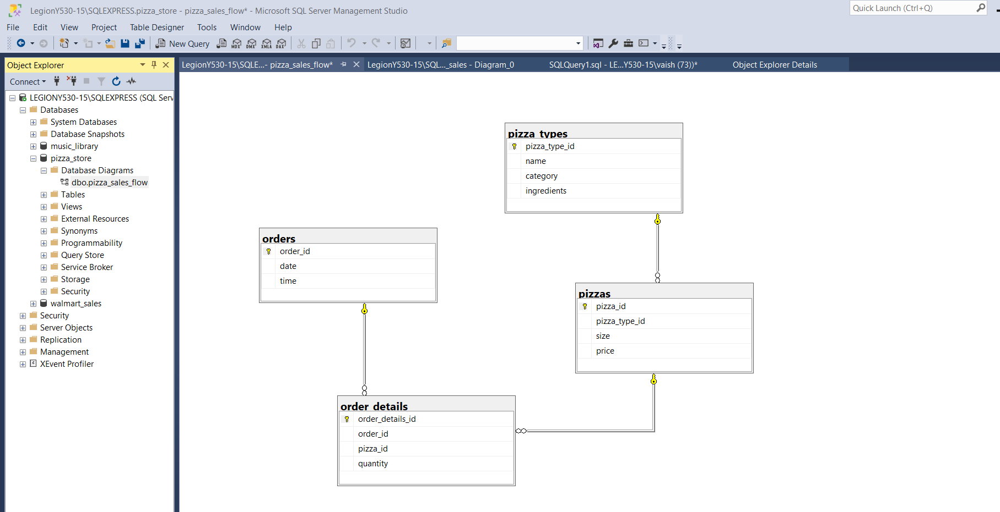 LegionY530-15\SQLEXPRESS.pizza_store - pizza_sales_flow* - Microsoft SQL Server Management Studio
Quick Launch (Ctrl+Q)
File Edit View Project Table Designer Tools Window Help
New Query MDX DMX XMLA DAX
Object Explorer
LegionY530-15\SQLE...- pizza_sales_flow*
LegionY530-15\SQL..._sales - Diagram_0
SQLQuery1.sql - LE...Y530-15\vaish (73))*
Object Explorer Details
Connect
LEGIONY530-15\SQLEXPRESS (SQL Serv
Databases
System Databases
Database Snapshots
music_library
pizza_store
Database Diagrams
dbo.pizza_sales_flow
Tables
Views
External Resources
Synonyms
Programmability
Query Store
Service Broker
Storage
Security
walmart_sales
Security
Server Objects
Replication
Management
XEvent Profiler
pizza_types
pizza_type_id
name
category
ingredients
orders
order_id
date
time
pizzas
pizza_id
pizza_type_id
size
price
order_details
order_details_id
order_id
pizza_id
quantity